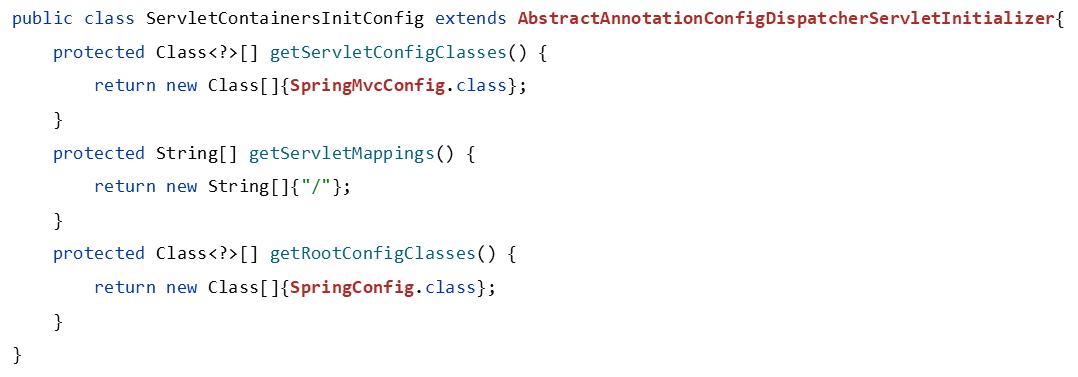 public class ServletContainersInitConfig extends AbstractAnnotationConfigDispatcherServletInitializer{
    protected Class<?>[] getServletConfigClasses() {
        return new Class[]{SpringMvcConfig.class};
    }
    protected String[] getServletMappings() {
        return new String[]{"/"};
    }
    protected Class<?>[] getRootConfigClasses() {
        return new Class[]{SpringConfig.class};
    }
}